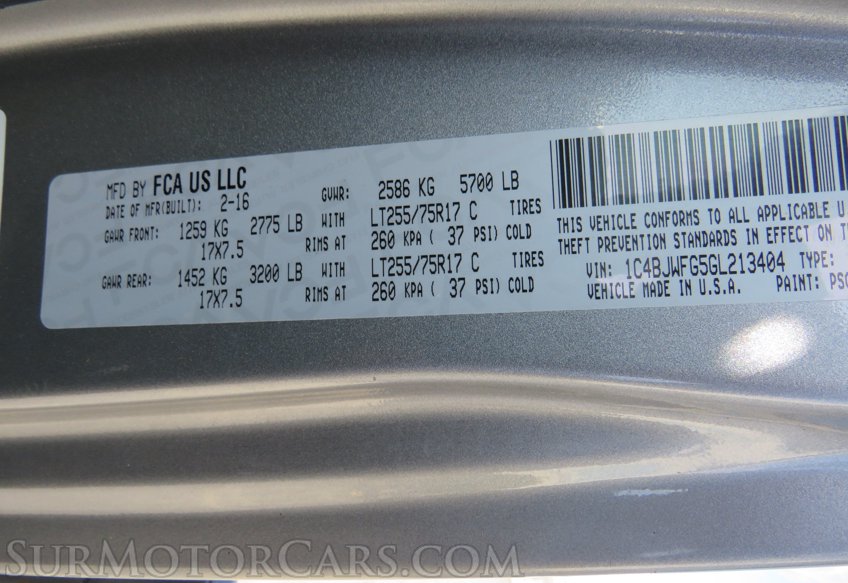 MFD BY FCA US LLC
DATE OF MFR(BUILT): 2-16 GVWR: 2586 KG 5700 LB
GAWR FRONT: 1259 KG 2775 LB WITH LT255/75R17 C TIRES
17X7.5 RIMS AT 260 KPA ( 37 PSI) COLD
GAWR REAR: 1452 KG 3200 LB WITH LT255/75R17 C TIRES
17X7.5 RIMS AT 260 KPA ( 37 PSI) COLD
THIS VEHICLE CONFORMS TO ALL APPLICABLE U
THEFT PREVENTION STANDARDS IN EFFECT ON
VIN: 1C4BJWFG5GL213404 TYPE:
VEHICLE MADE IN U.S.A. PAINT: PSC
SurMotorCars.com